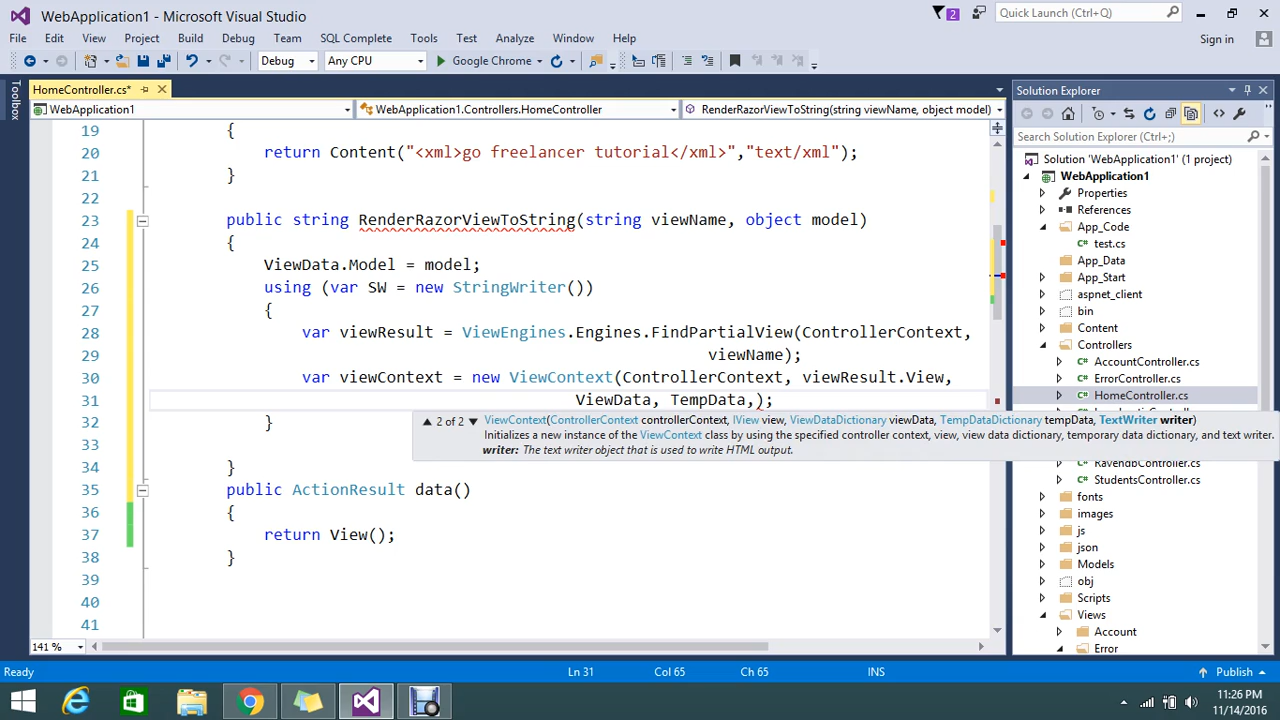 WebApplication1 - Microsoft Visual Studio
2
Quick Launch (Ctrl+Q)
File Edit View Project Build Debug Team SQL Complete Tools Test Analyze Window Help
Sign in
Debug Any CPU Google Chrome
Toolbox
HomeController.cs*
WebApplication1 WebApplication1.Controllers.HomeController RenderRazorViewToString(string viewName, object model)
19 {
20 return Content("<xml>go freelancer tutorial</xml>","text/xml");
21 }
22
23 public string RenderRazorViewToString(string viewName, object model)
24 {
25 ViewData.Model = model;
26 using (var SW = new StringWriter())
27 {
28 var viewResult = ViewEngines.Engines.FindPartialView(ControllerContext,
29 viewName);
30 var viewContext = new ViewContext(ControllerContext, viewResult.View,
31 ViewData, TempData,);
32 }
33
34 }
35 public ActionResult data()
36 {
37 return View();
38 }
39
40
41
2 of 2 ViewContext(ControllerContext controllerContext, IView view, ViewDataDictionary viewData, TempDataDictionary tempData, TextWriter writer)
Initializes a new instance of the ViewContext class by using the specified controller context, view, view data dictionary, temporary data dictionary, and text writer.
writer: The text writer object that is used to write HTML output.
141 %
Solution Explorer
Search Solution Explorer (Ctrl+;)
Solution 'WebApplication1' (1 project)
WebApplication1
Properties
References
App_Code
test.cs
App_Data
App_Start
aspnet_client
bin
Content
Controllers
AccountController.cs
ErrorController.cs
HomeController.cs
RavendbController.cs
StudentsController.cs
fonts
images
js
json
Models
obj
Scripts
Views
Account
Error
Ready Ln 31 Col 65 Ch 65 INS Publish
11:26 PM
11/14/2016